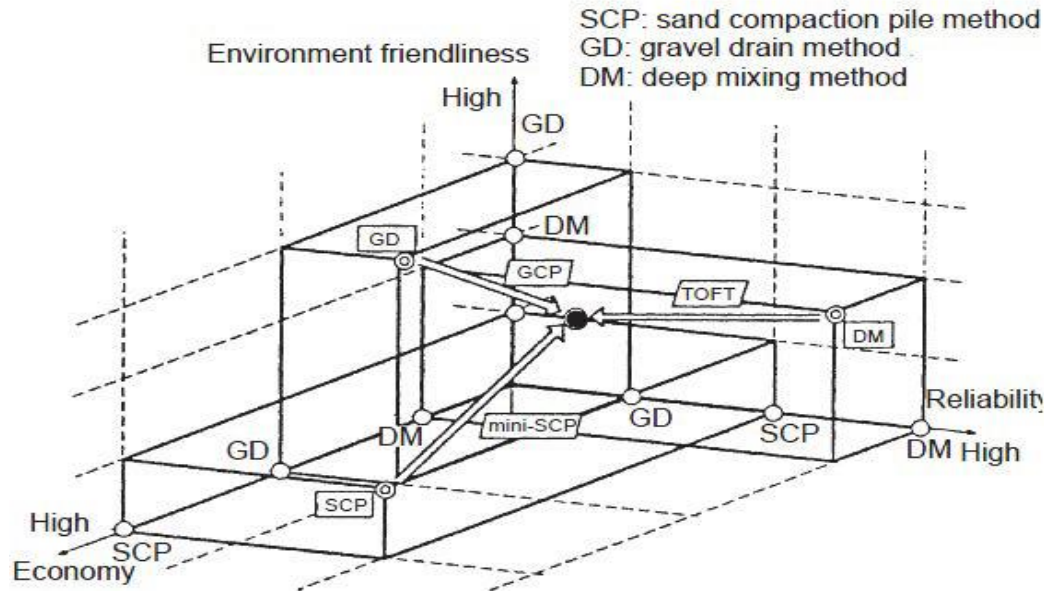 SCP: sand compaction pile method
GD: gravel drain method
DM: deep mixing method
Environment friendliness
High
GD
DM
GD
GCP
TOFT
DM
Reliability
GD
mini-SCP
DM
SCP
DM High
GD
SCP
High
SCP
Economy